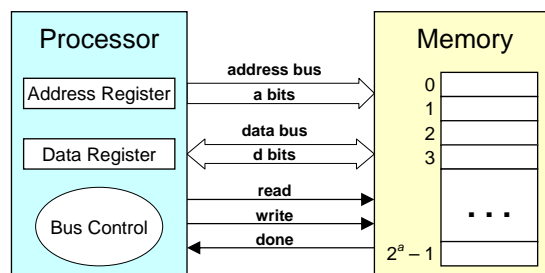 Processor
Address Register
Data Register
Bus Control
address bus
a bits
data bus
d bits
read
write
done
Memory
0
1
2
3
. . .
2ᵃ – 1